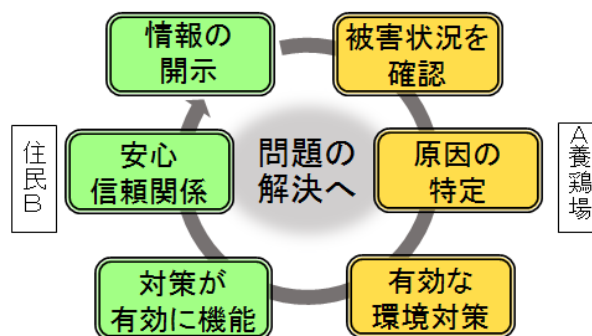 情報の
開示
被害状況を
確認
住民B
安心
信頼関係
問題の
解決へ
原因の
特定
A養鶏場
対策が
有効に機能
有効な
環境対策